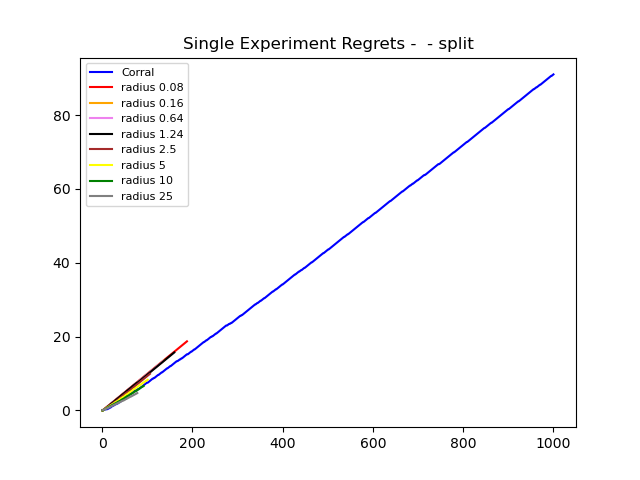 Single Experiment Regrets -  - split
Corral
radius 0.08
radius 0.16
radius 0.64
radius 1.24
radius 2.5
radius 5
radius 10
radius 25
80
60
40
20
0
0 200 400 600 800 1000